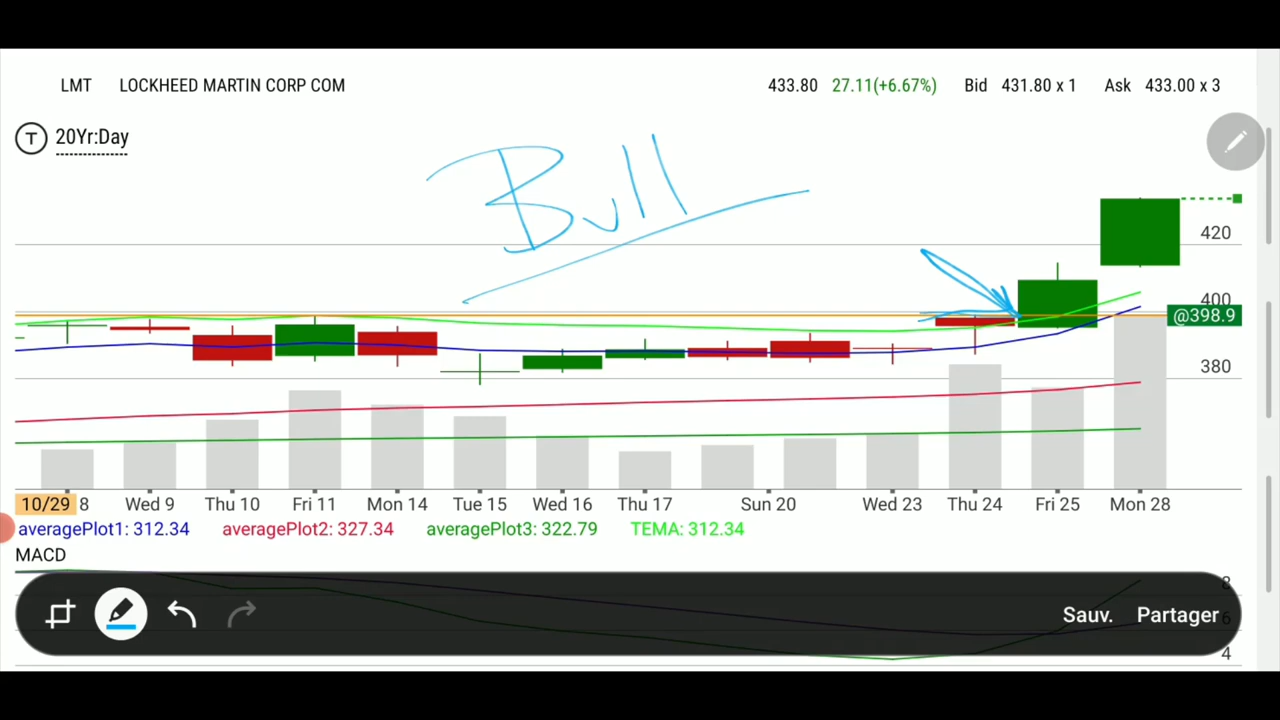 LMT LOCKHEED MARTIN CORP COM 433.80 27.11(+6.67%) Bid 431.80 x 1 Ask 433.00 x 3
T 20Yr:Day
Bull
420
400
@398.9
380
10/29 8 Wed 9 Thu 10 Fri 11 Mon 14 Tue 15 Wed 16 Thu 17 Sun 20 Wed 23 Thu 24 Fri 25 Mon 28
averagePlot1: 312.34 averagePlot2: 327.34 averagePlot3: 322.79 TEMA: 312.34
MACD
8
Sauv. Partager 6
4